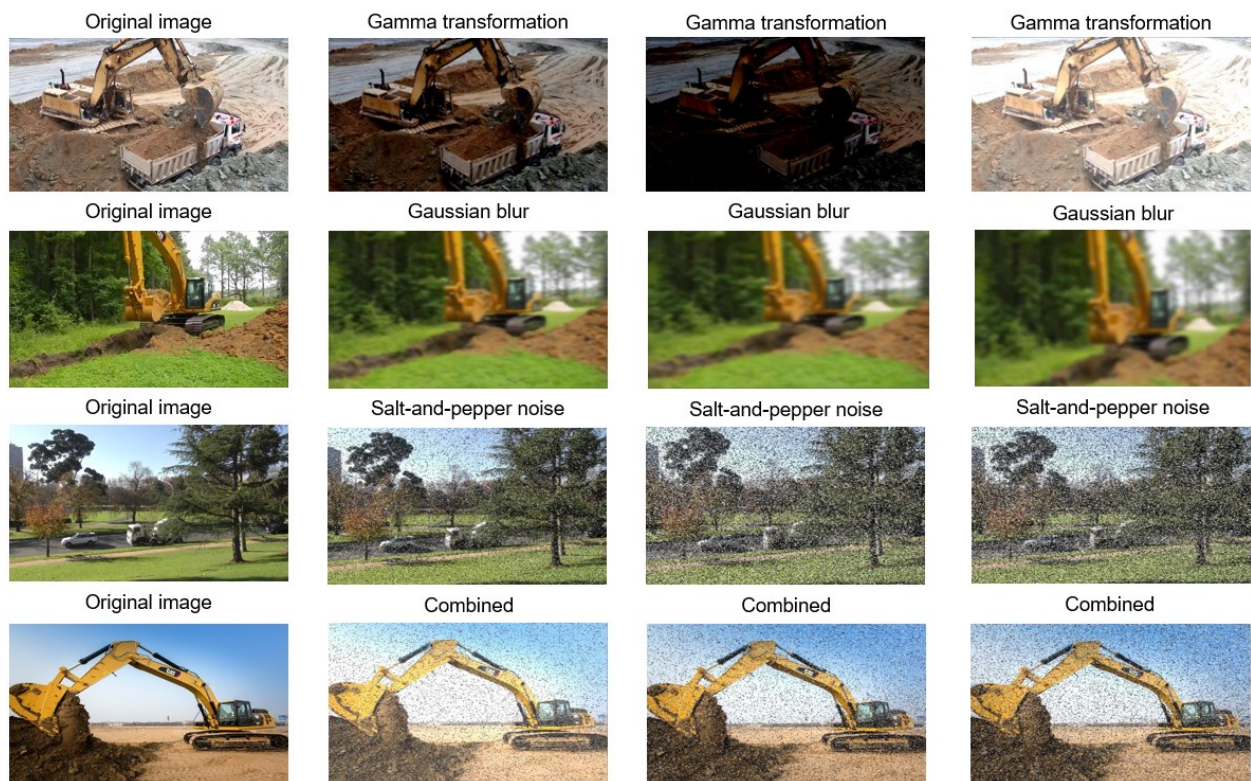 Original image Gamma transformation Gamma transformation Gamma transformation
Original image Gaussian blur Gaussian blur Gaussian blur
Original image Salt-and-pepper noise Salt-and-pepper noise Salt-and-pepper noise
Original image Combined Combined Combined